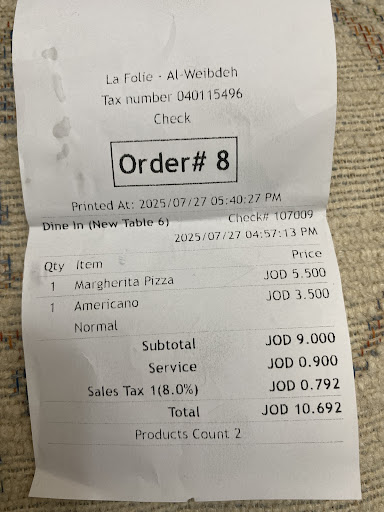 La Folie - Al-Weibdeh
Tax number 040115496
Check
Order# 8
Printed At: 2025/07/27 05:40:27 PM
Dine In (New Table 6) Check# 107009
2025/07/27 04:57:13 PM
Qty Item Price
1 Margherita Pizza JOD 5.500
1 Americano JOD 3.500
Normal
Subtotal JOD 9.000
Service JOD 0.900
Sales Tax 1(8.0%) JOD 0.792
Total JOD 10.692
Products Count 2